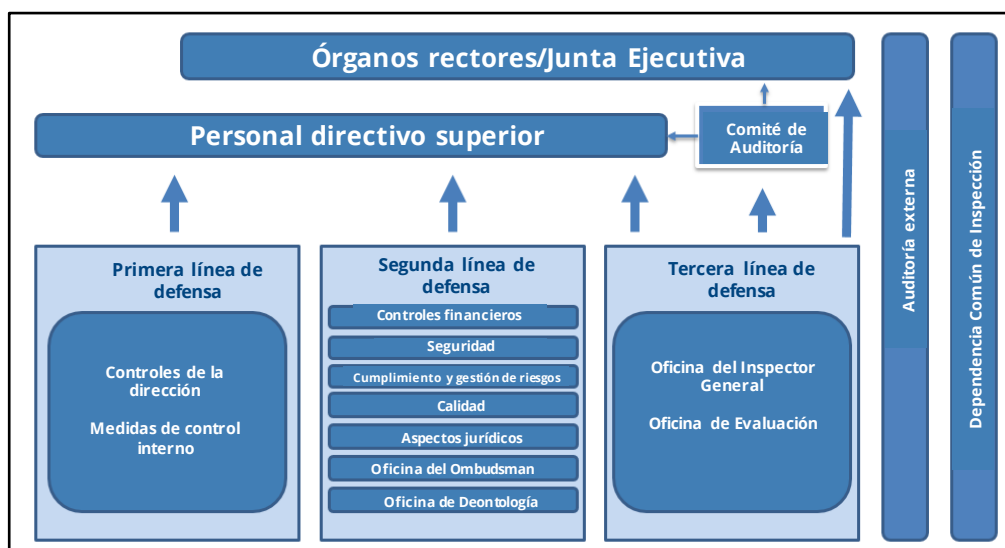 Órganos rectores/Junta Ejecutiva
Personal directivo superior
Comité de
Auditoría
Primera línea de
defensa
Controles de la
dirección
Medidas de control
interno
Segunda línea de
defensa
Controles financieros
Seguridad
Cumplimiento y gestión de riesgos
Calidad
Aspectos jurídicos
Oficina del Ombudsman
Oficina de Deontología
Tercera línea de
defensa
Oficina del Inspector
General
Oficina de Evaluación
Auditoría externa
Dependencia Común de Inspección